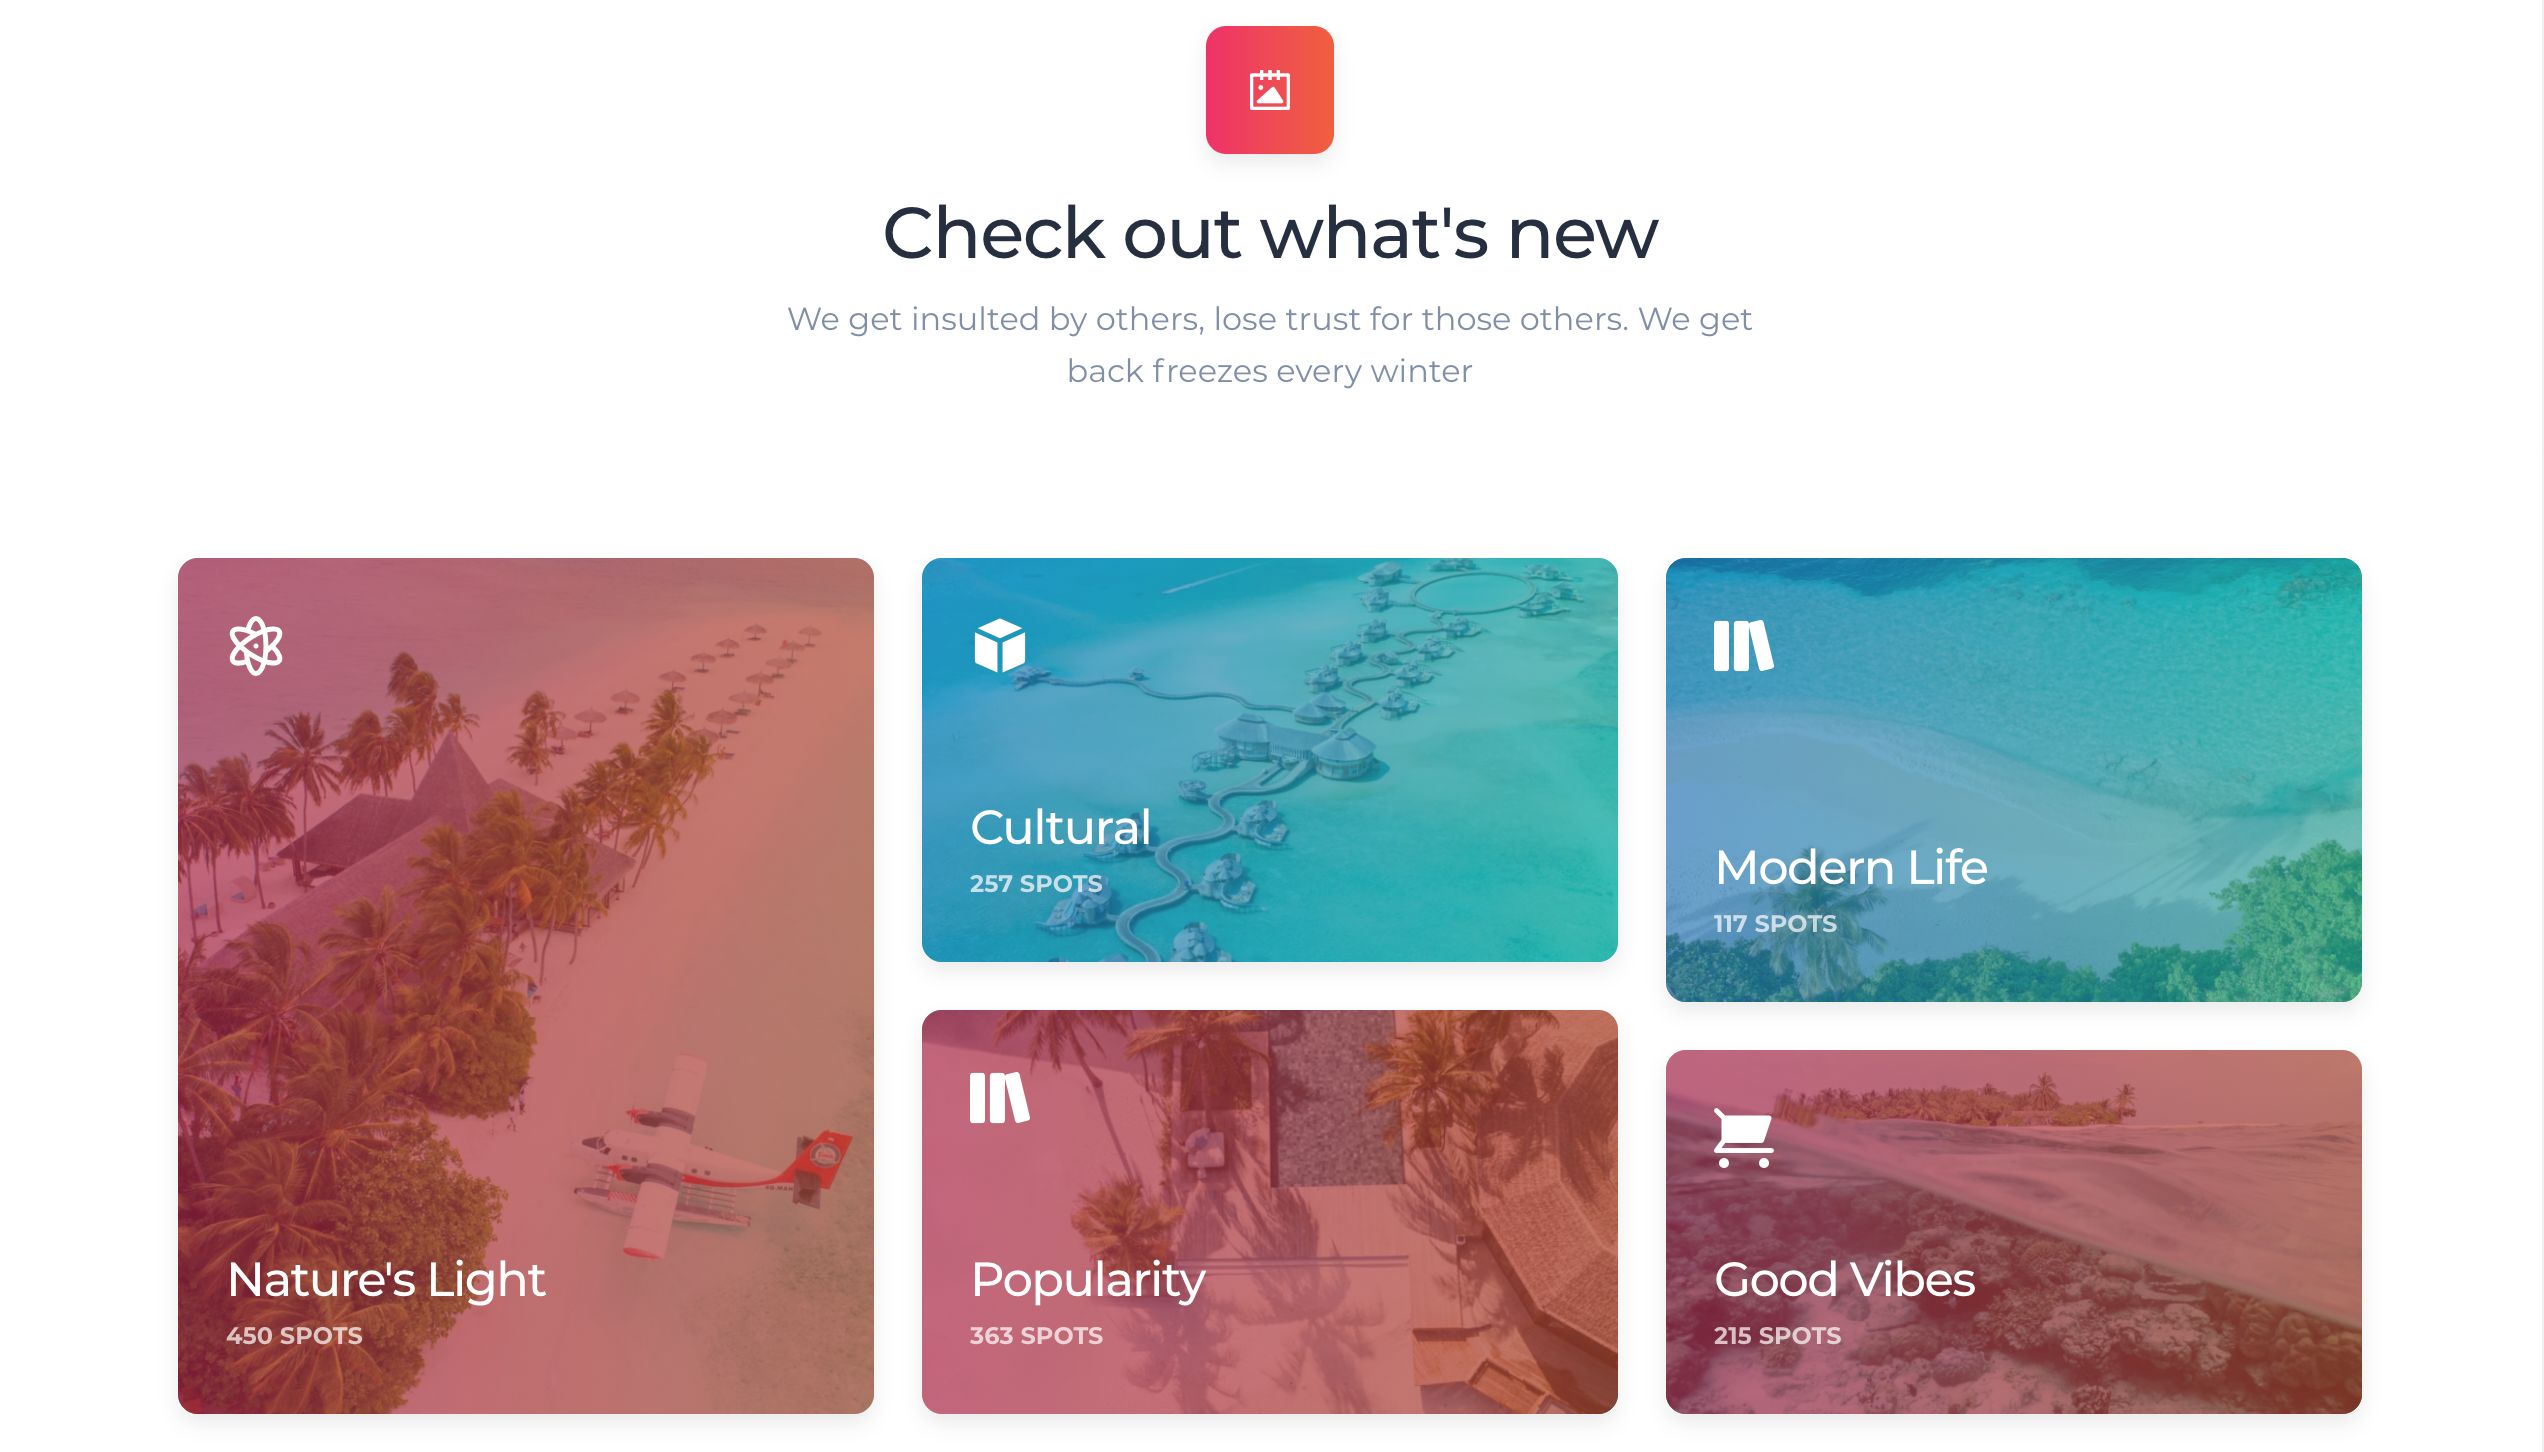 Check out what's new
We get insulted by others, lose trust for those others. We get
back freezes every winter
Nature's Light
450 SPOTS
Cultural
257 SPOTS
Popularity
363 SPOTS
Modern Life
117 SPOTS
Good Vibes
215 SPOTS